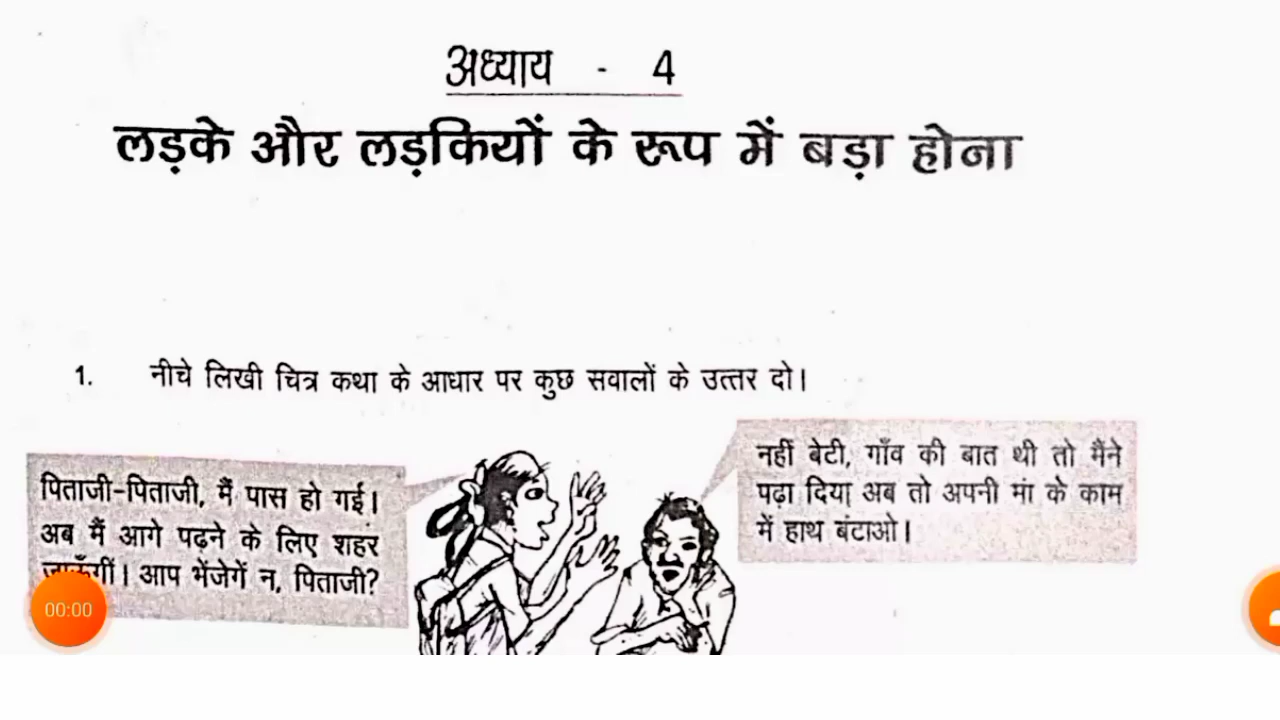 अध्याय - 4
लड़के और लड़कियों के रूप में बड़ा होना
1. नीचे लिखी चित्र कथा के आधार पर कुछ सवालों के उत्तर दो।
पिताजी-पिताजी, मैं पास हो गई।
अब मैं आगे पढ़ने के लिए शहर
जाऊँगीं। आप भेंजेगें न, पिताजी?
नहीं बेटी, गाँव की बात थी तो मैंने
पढ़ा दिया अब तो अपनी मां के काम
में हाथ बंटाओ।
00:00